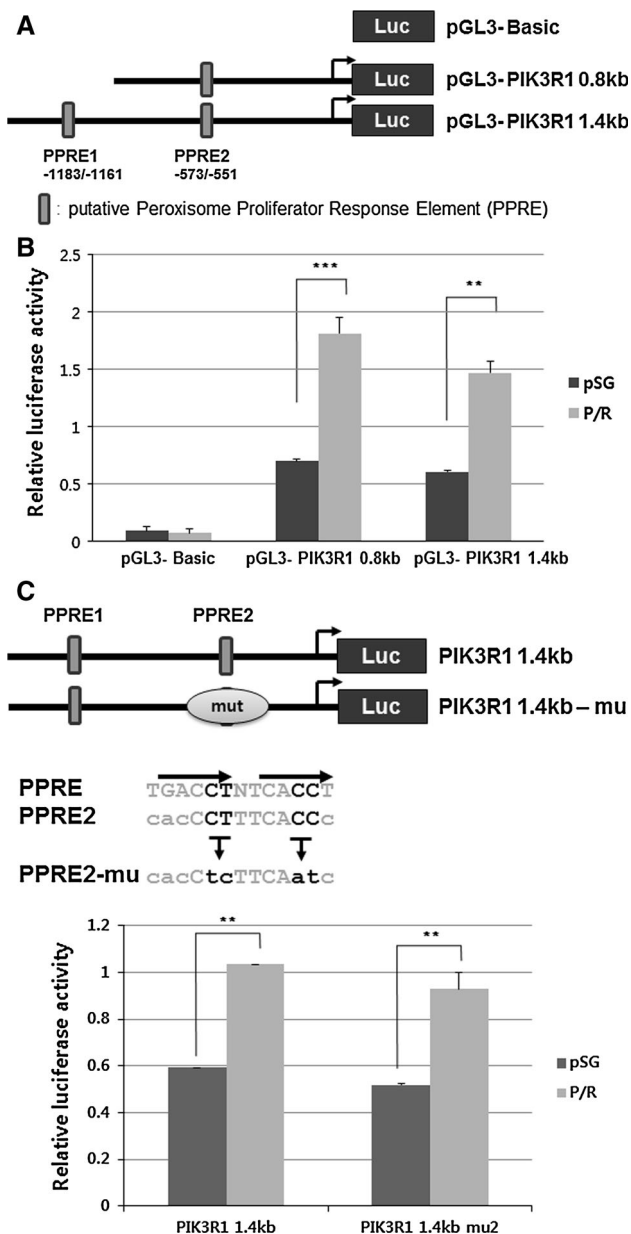 A
Luc pGL3-Basic
Luc pGL3-PIK3R1 0.8kb
Luc pGL3-PIK3R1 1.4kb
PPRE1 PPRE2
-1183/-1161 -573/-551
: putative Peroxisome Proliferator Response Element (PPRE)
B
Relative luciferase activity
2.5
2
1.5
1
0.5
0
***
**
pSG
P/R
pGL3- Basic pGL3- PIK3R1 0.8kb pGL3- PIK3R1 1.4kb
C
PPRE1 PPRE2
Luc PIK3R1 1.4kb
mut Luc PIK3R1 1.4kb – mu
PPRE TGACCTNTCACCT
PPRE2 cacCCTTTCACCc
PPRE2-mu cacCtcTTCAatc
Relative luciferase activity
1.2
1
0.8
0.6
0.4
0.2
0
**
**
pSG
P/R
PIK3R1 1.4kb PIK3R1 1.4kb mu2